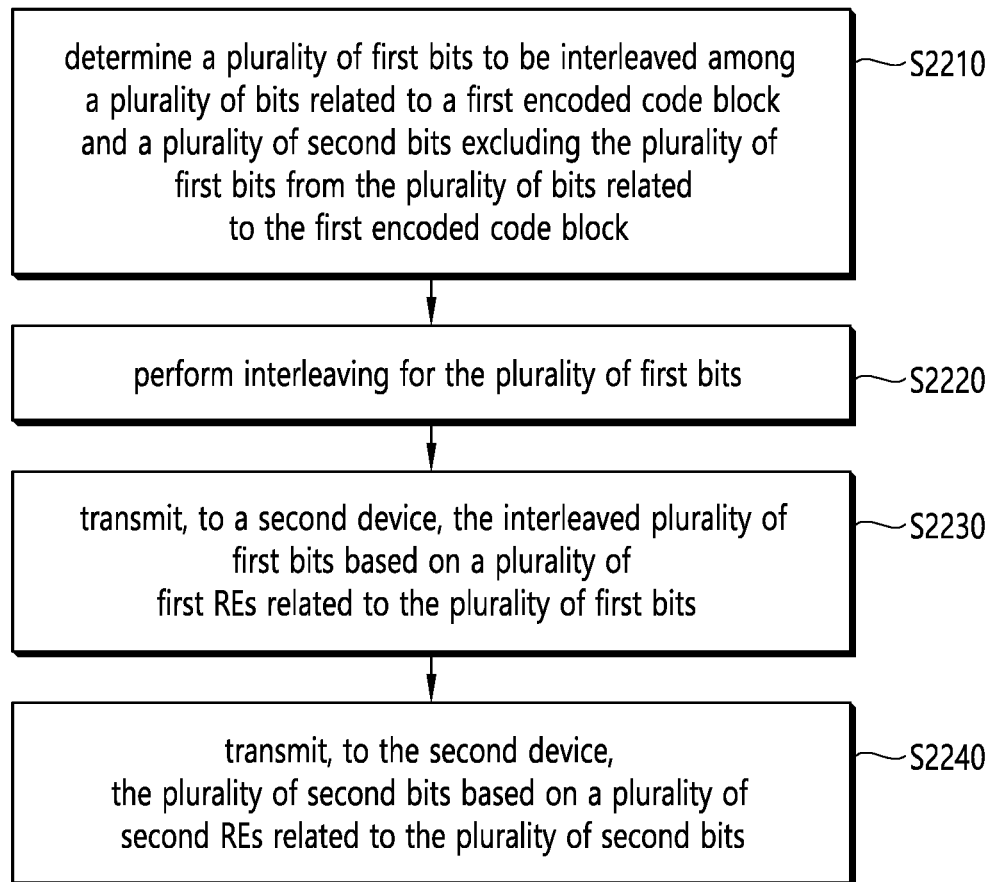 determine a plurality of first bits to be interleaved among
a plurality of bits related to a first encoded code block
and a plurality of second bits excluding the plurality of
first bits from the plurality of bits related
to the first encoded code block
S2210
perform interleaving for the plurality of first bits
S2220
transmit, to a second device, the interleaved plurality of
first bits based on a plurality of
first REs related to the plurality of first bits
S2230
transmit, to the second device,
the plurality of second bits based on a plurality of
second REs related to the plurality of second bits
S2240